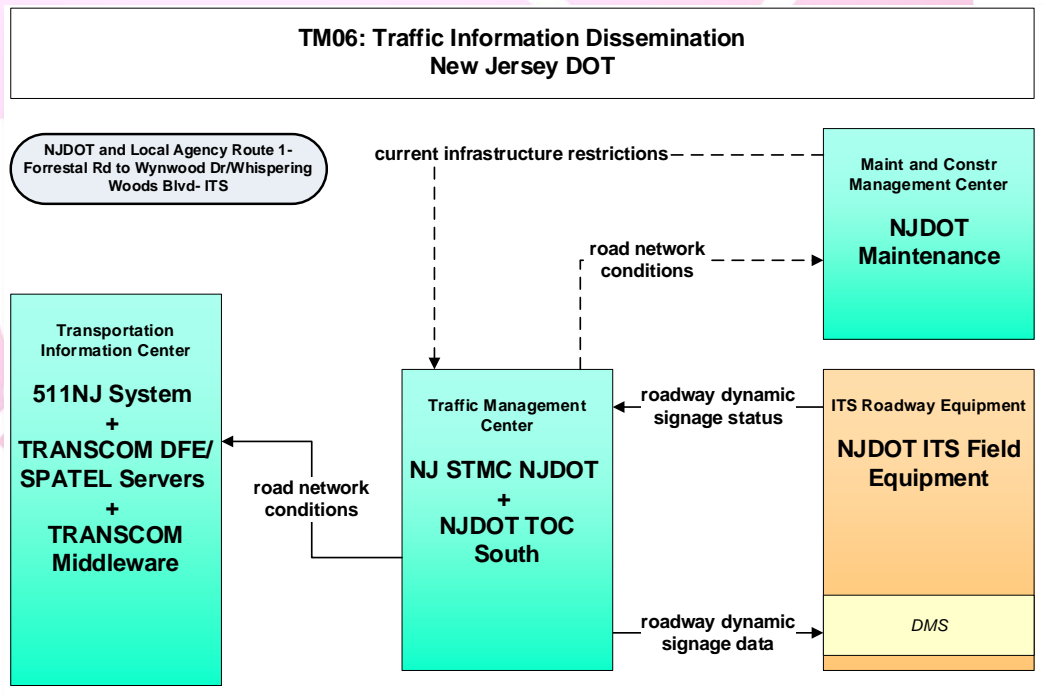 TM06: Traffic Information Dissemination
New Jersey DOT
NJDOT and Local Agency Route 1-
Forrestal Rd to Wynwood Dr/Whispering
Woods Blvd- ITS
current infrastructure restrictions
Maint and Constr
Management Center
NJDOT
Maintenance
road network
conditions
Transportation
Information Center
511NJ System
+
TRANSCOM DFE/
SPATEL Servers
+
TRANSCOM
Middleware
road network
conditions
Traffic Management
Center
NJ STMC NJDOT
+
NJDOT TOC
South
roadway dynamic
signage status
ITS Roadway Equipment
NJDOT ITS Field
Equipment
roadway dynamic
signage data
DMS